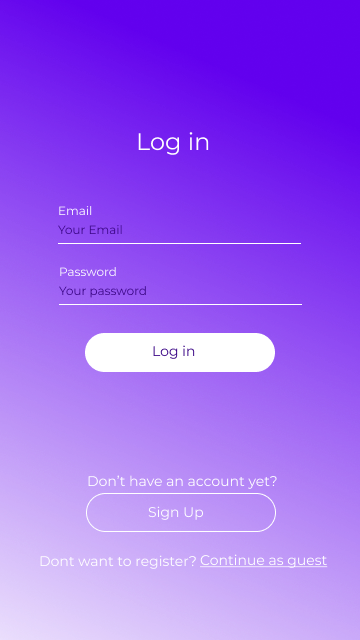 Log in
Email
Your Email
Password
Your password
Log in
Don’t have an account yet?
Sign Up
Dont want to register? Continue as guest